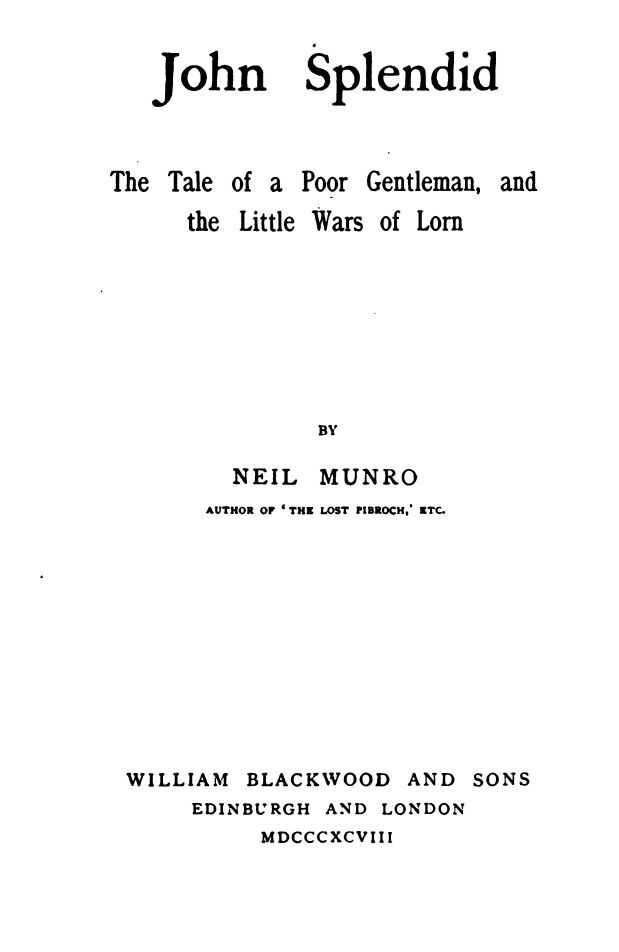 John Splendid
The Tale of a Poor Gentleman, and
the Little Wars of Lorn
BY
NEIL MUNRO
AUTHOR OF 'THE LOST PIBROCH,' ETC.
WILLIAM BLACKWOOD AND SONS
EDINBURGH AND LONDON
MDCCCXCVIII